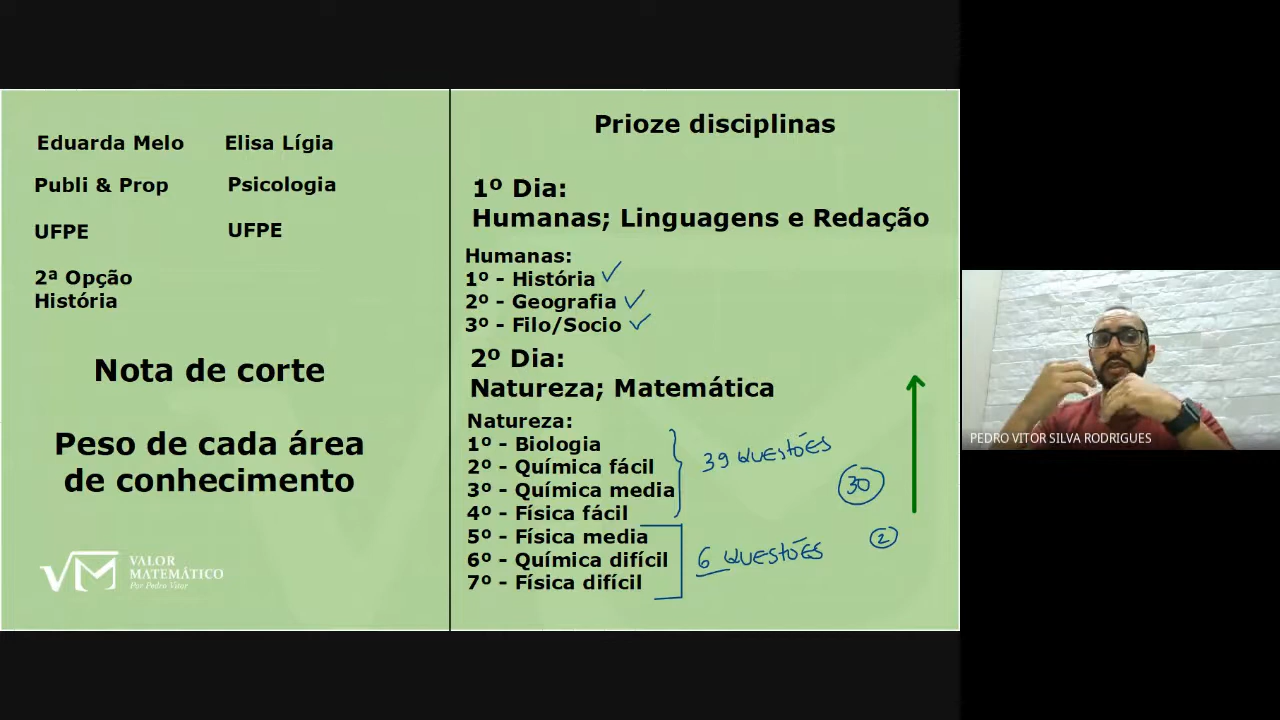 Eduarda Melo
Elisa Lígia
Publi & Prop
Psicologia
UFPE
UFPE
2ª Opção
História
Nota de corte
Peso de cada área
de conhecimento
VM VALOR
MATEMÁTICO
Por Pedro Vitor
Prioze disciplinas
1º Dia:
Humanas; Linguagens e Redação
Humanas:
1º - História
2º - Geografia
3º - Filo/Socio
2º Dia:
Natureza; Matemática
Natureza:
1º - Biologia
2º - Química fácil
3º - Química media
4º - Física fácil
39 QUESTÕES
30
5º - Física media
6º - Química difícil
7º - Física difícil
6 QUESTÕES
2
PEDRO VITOR SILVA RODRIGUES